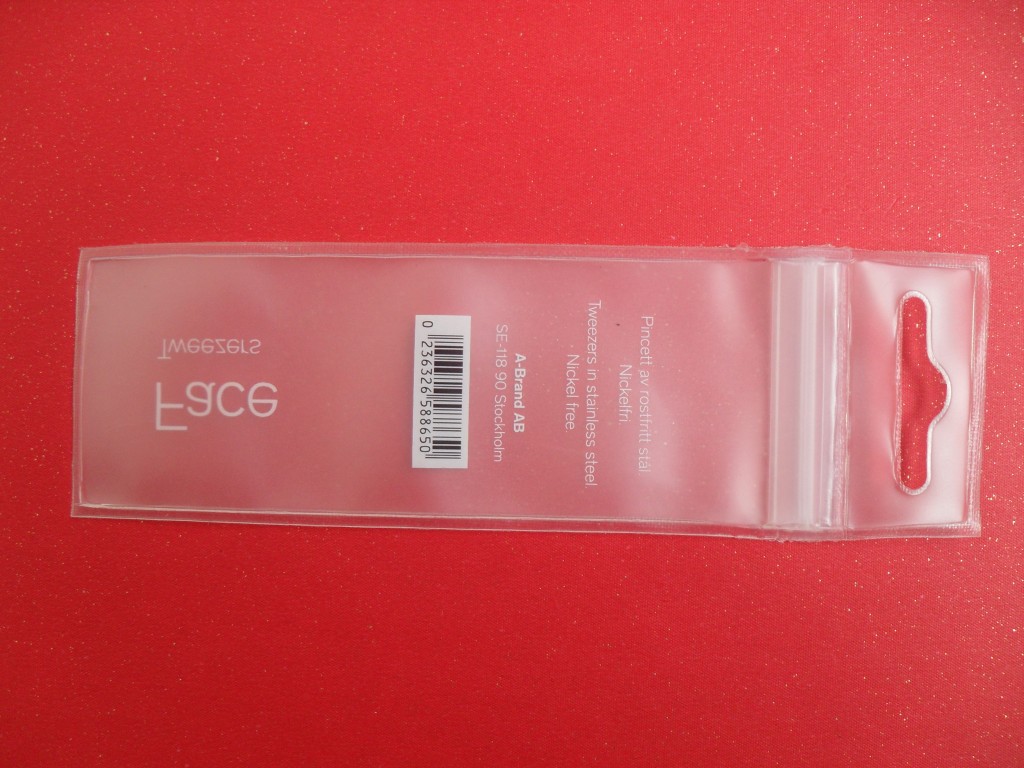 Pincett av rostfritt stål
Nickelfri.
Tweezers in stainless steel.
Nickel free.
A-Brand AB
SE-118 90 Stockholm
0 236326 588650
Face
Tweezers